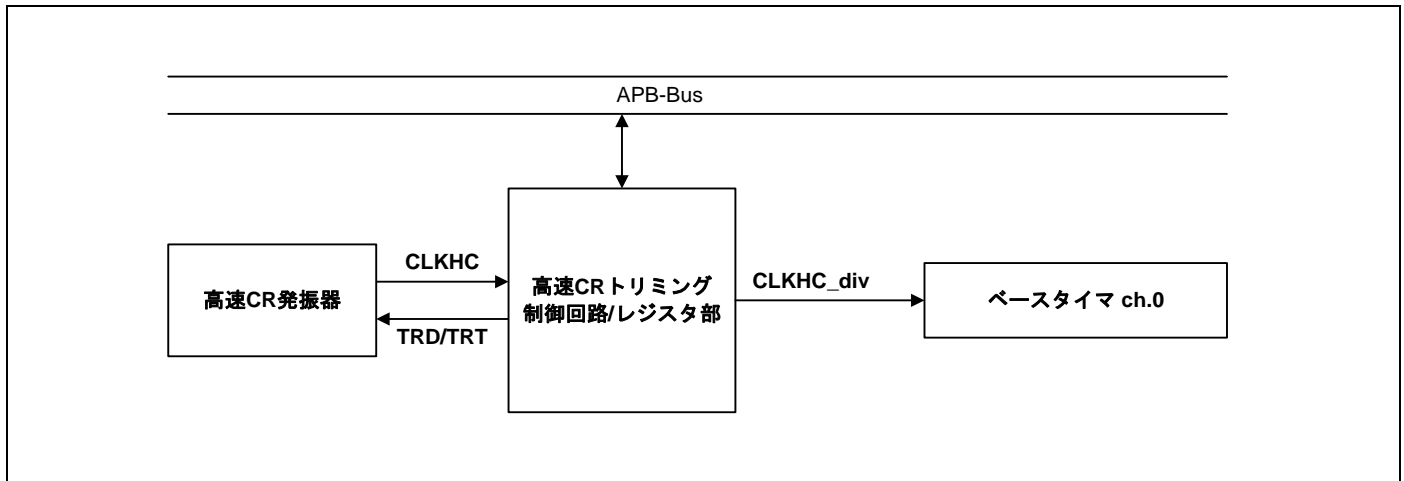 APB-Bus
高速CR発振器
CLKHC
TRD/TRT
高速CRトリミング
制御回路/レジスタ部
CLKHC_div
ベースタイマ ch.0